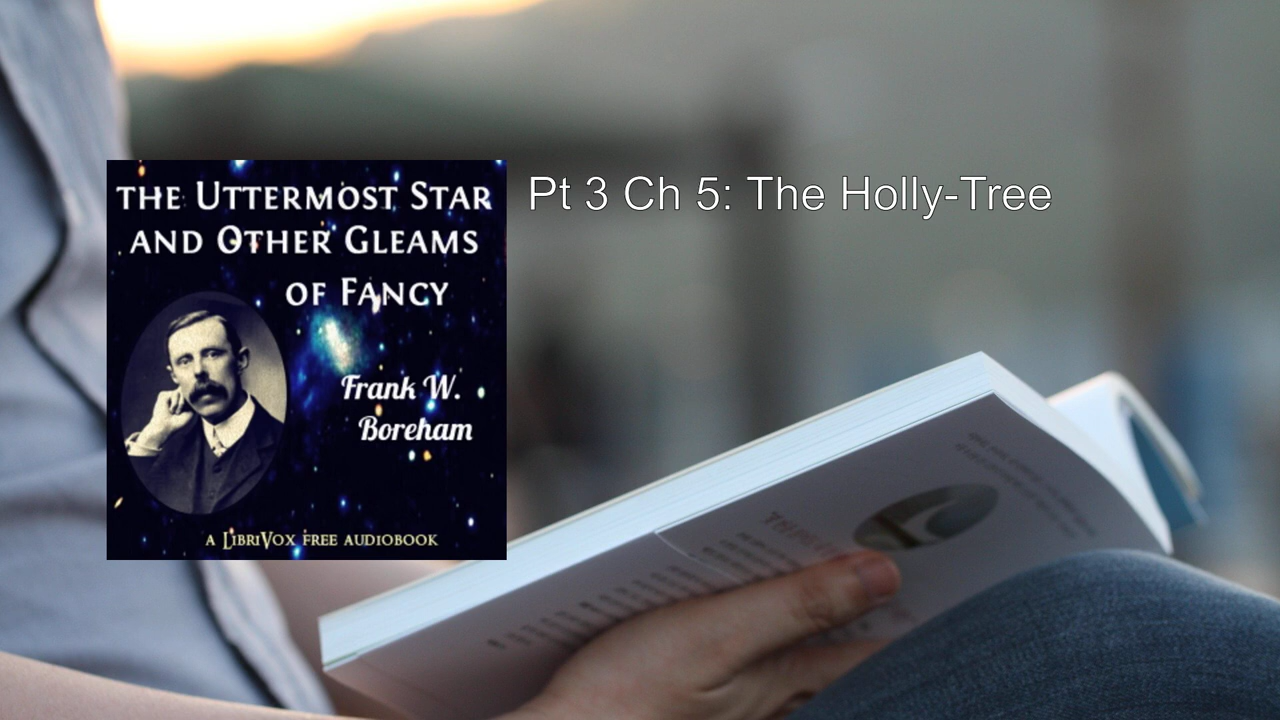 THE UTTERMOST STAR
AND OTHER GLEAMS
OF FANCY
Frank W.
Boreham
A LIBRIVOX FREE AUDIOBOOK
Pt 3 Ch 5: The Holly-Tree